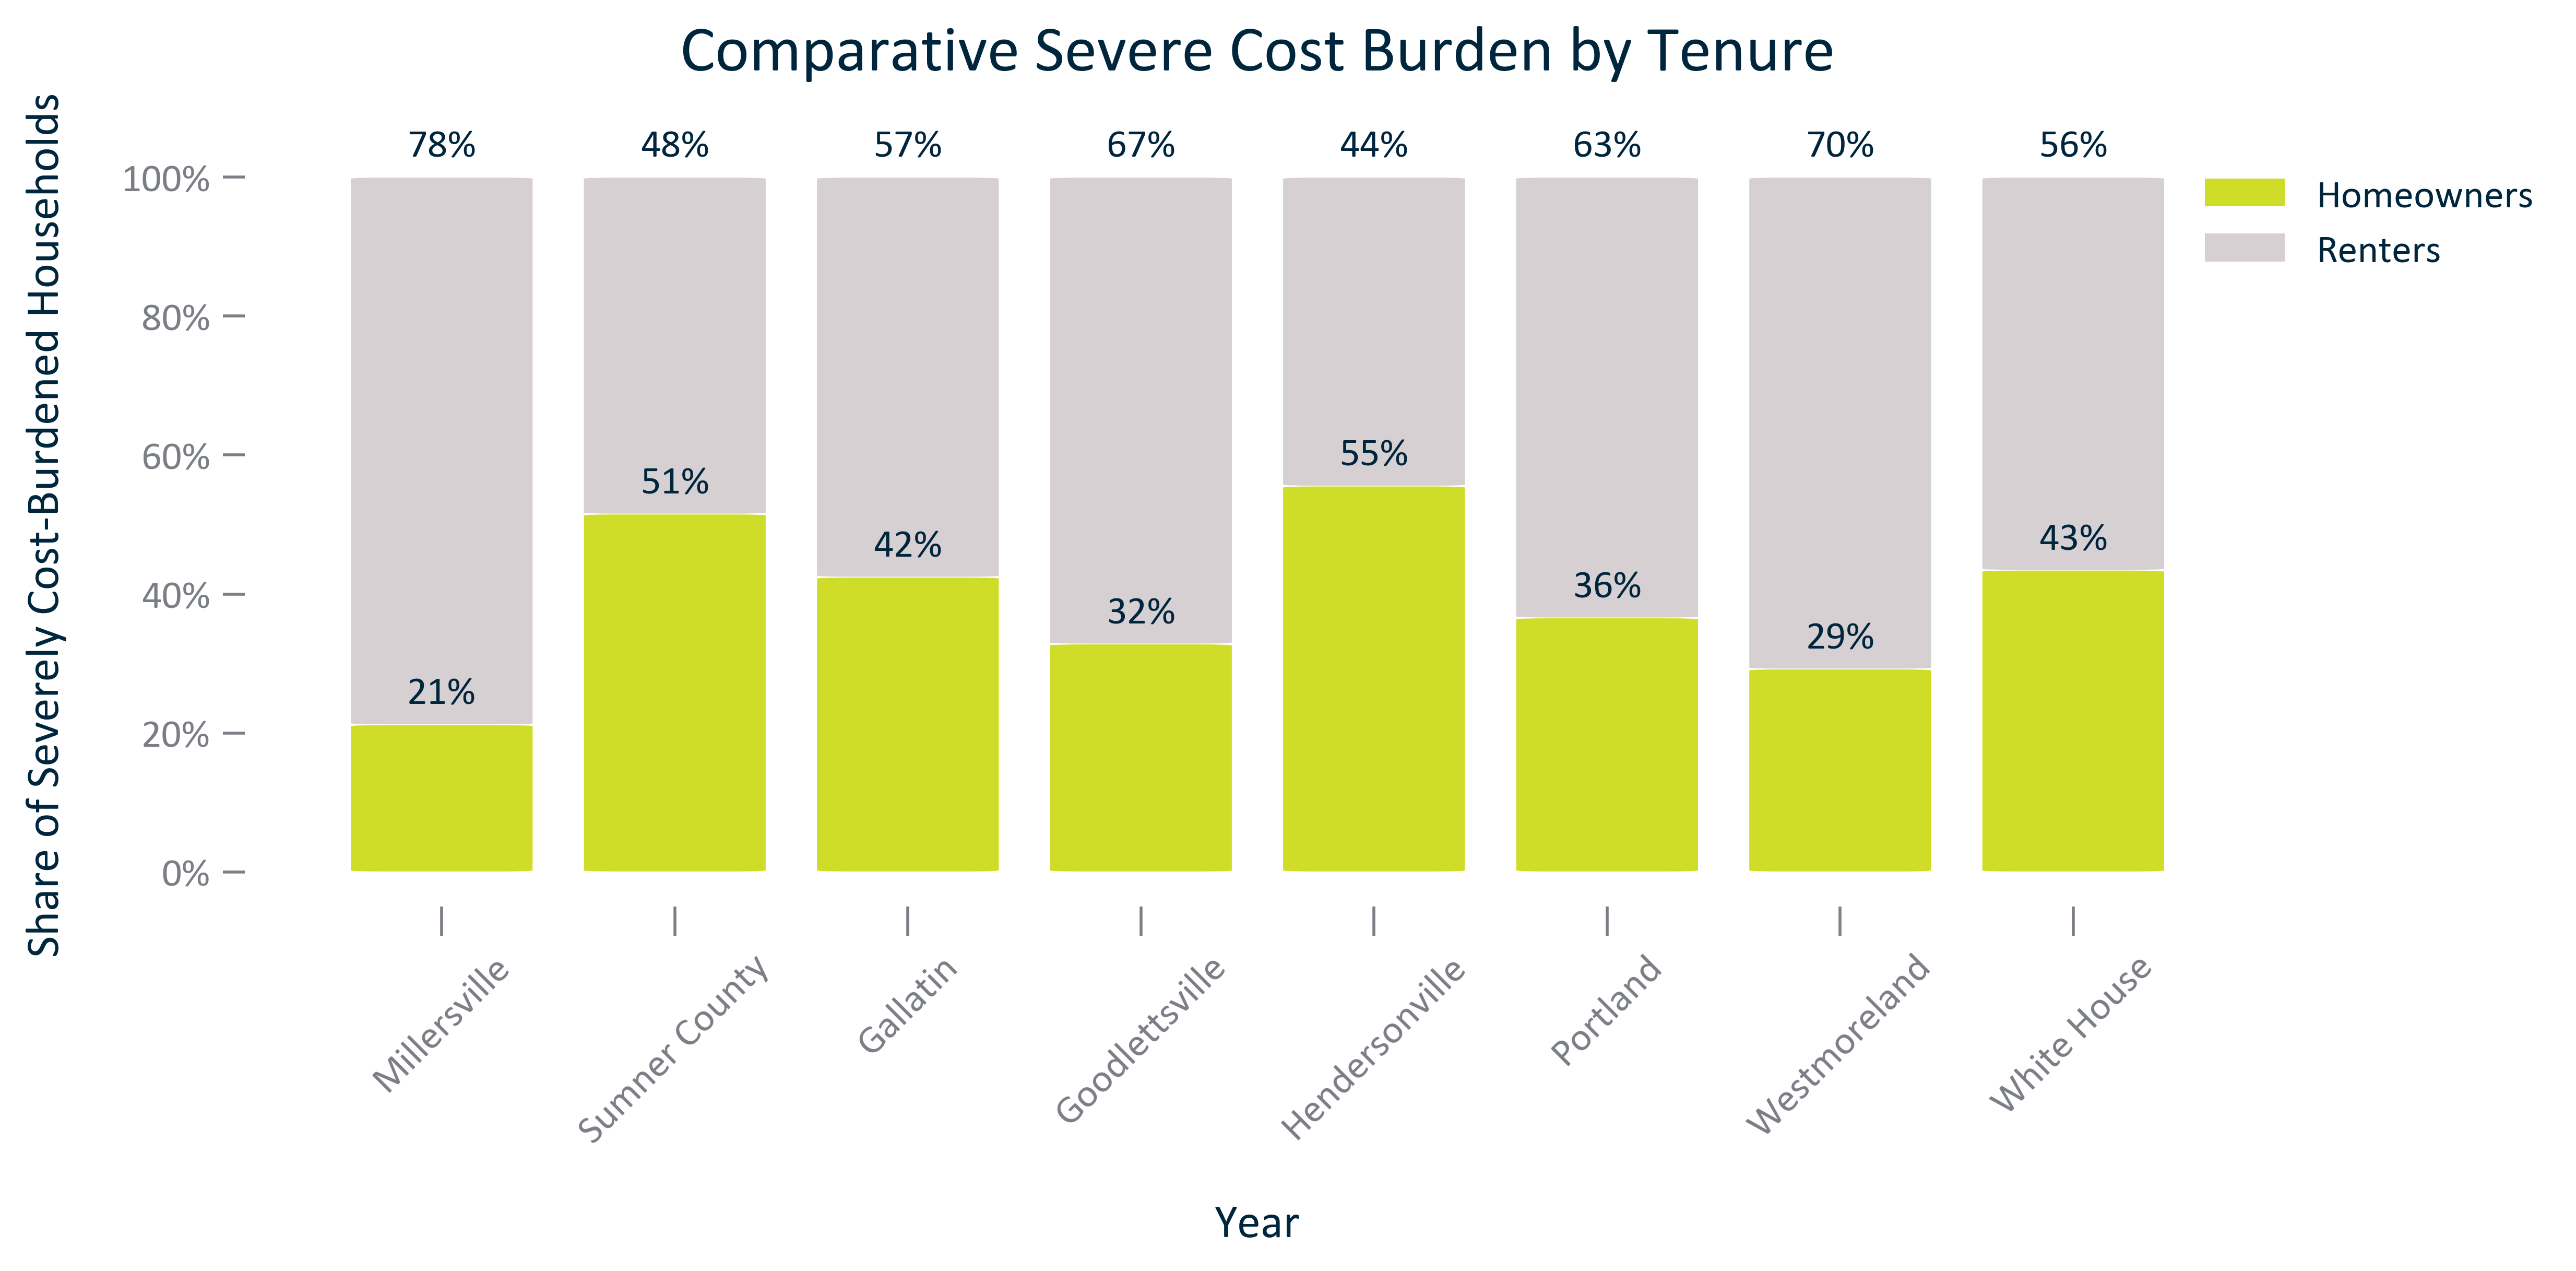 Comparative Severe Cost Burden by Tenure
Share of Severely Cost-Burdened Households
78% 48% 57% 67% 44% 63% 70% 56%
100%
80%
60%
40%
20%
0%
21% 51% 42% 32% 55% 36% 29% 43%
Homeowners
Renters
Millersville
Sumner County
Gallatin
Goodlettsville
Hendersonville
Portland
Westmoreland
White House
Year